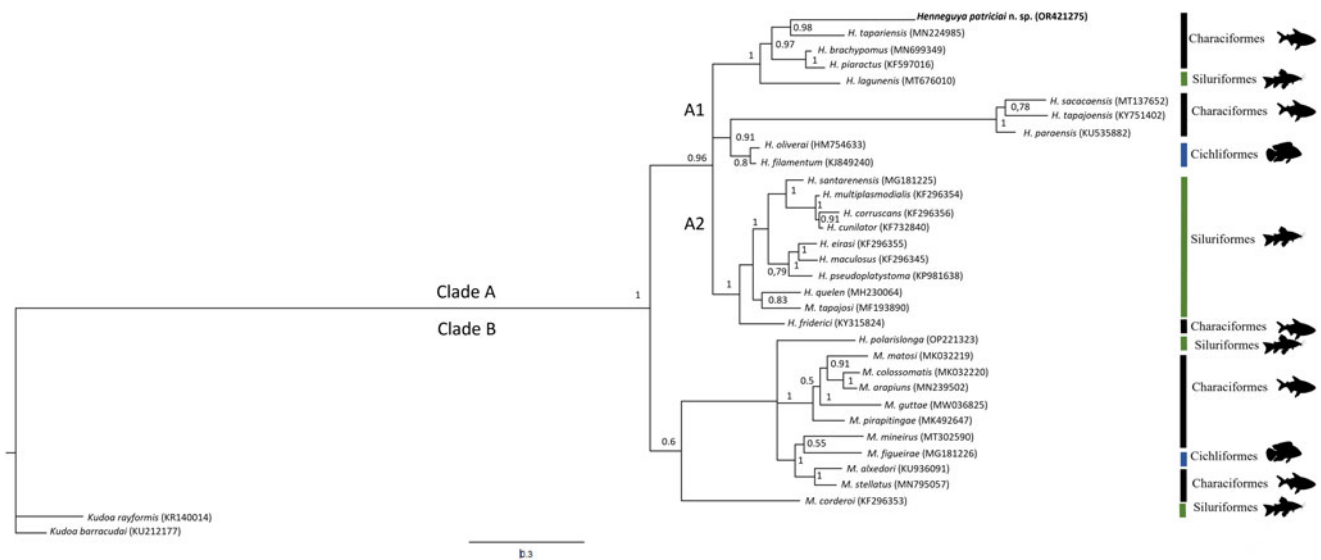 Henneguya patriciai n. sp. (OR421275)
0.98
H. tapariensis (MN224985)
Characiformes
0.97
H. brachypomus (MN699349)
1
1
H. piaractus (KF597016)
H. lagunenis (MT676010)
Siluriformes
A1
H. sacacaensis (MT137652)
0,78
H. tapajoensis (KY751402)
Characiformes
1
H. paraensis (KU535882)
0.91
H. oliverai (HM754633)
Cichliformes
0.96
0.8
H. filamentum (KJ849240)
H. santarenensis (MG181225)
1
H. multiplasmodialis (KF296354)
1
H. corruscans (KF296356)
A2
1
0.91
H. cunilator (KF732840)
Siluriformes
H. eirasi (KF296355)
1
H. maculosus (KF296345)
0,79
1
H. pseudoplatystoma (KP981638)
1
H. quelen (MH230064)
0.83
Clade A
1
M. tapajosi (MF193890)
H. friderici (KY315824)
Characiformes
Clade B
H. polarislonga (OP221323)
Siluriformes
M. matosi (MK032219)
0.91
M. colossomatis (MK032220)
0.5
1
M. arapiuns (MN239502)
Characiformes
1
1
M. guttae (MW036825)
M. pirapitingae (MK492647)
M. mineirus (MT302590)
0.6
0.55
M. figueirae (MG181226)
Cichliformes
1
M. alxedori (KU936091)
1
M. stellatus (MN795057)
Characiformes
M. corderoi (KF296353)
Siluriformes
Kudoa rayformis (KR140014)
Kudoa barracudai (KU212177)
0.3